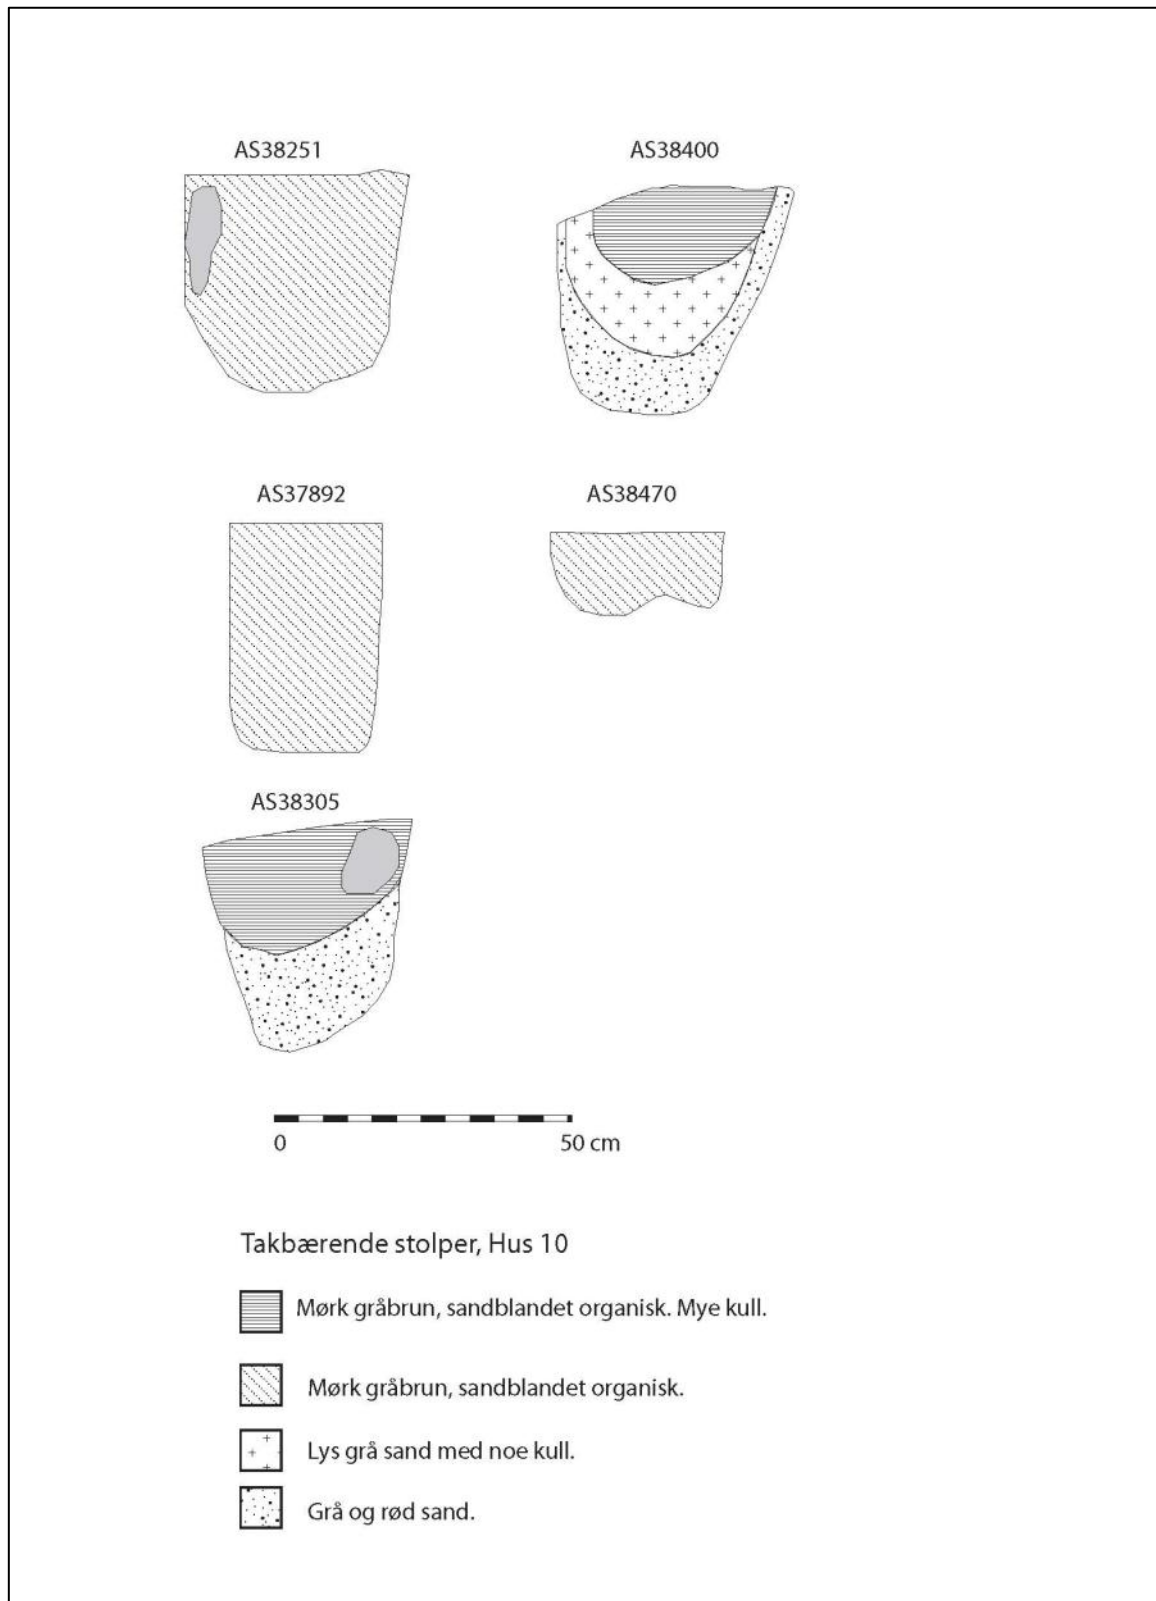 AS38251
AS38400
AS37892
AS38470
AS38305
0 50 cm
Takbærende stolper, Hus 10
Mørk gråbrun, sandblandet organisk. Mye kull.
Mørk gråbrun, sandblandet organisk.
Lys grå sand med noe kull.
Grå og rød sand.